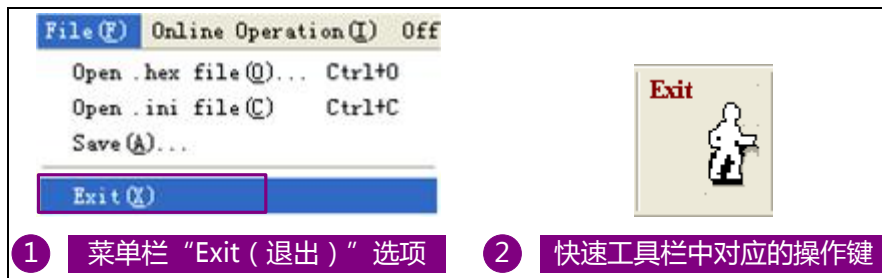 File(F) Online Operation(I) Off
Open .hex file(O)... Ctrl+O
Open .ini file(C) Ctrl+C
Save(A)...
Exit(X)
Exit
1 菜单栏“Exit（退出）”选项
2 快速工具栏中对应的操作键